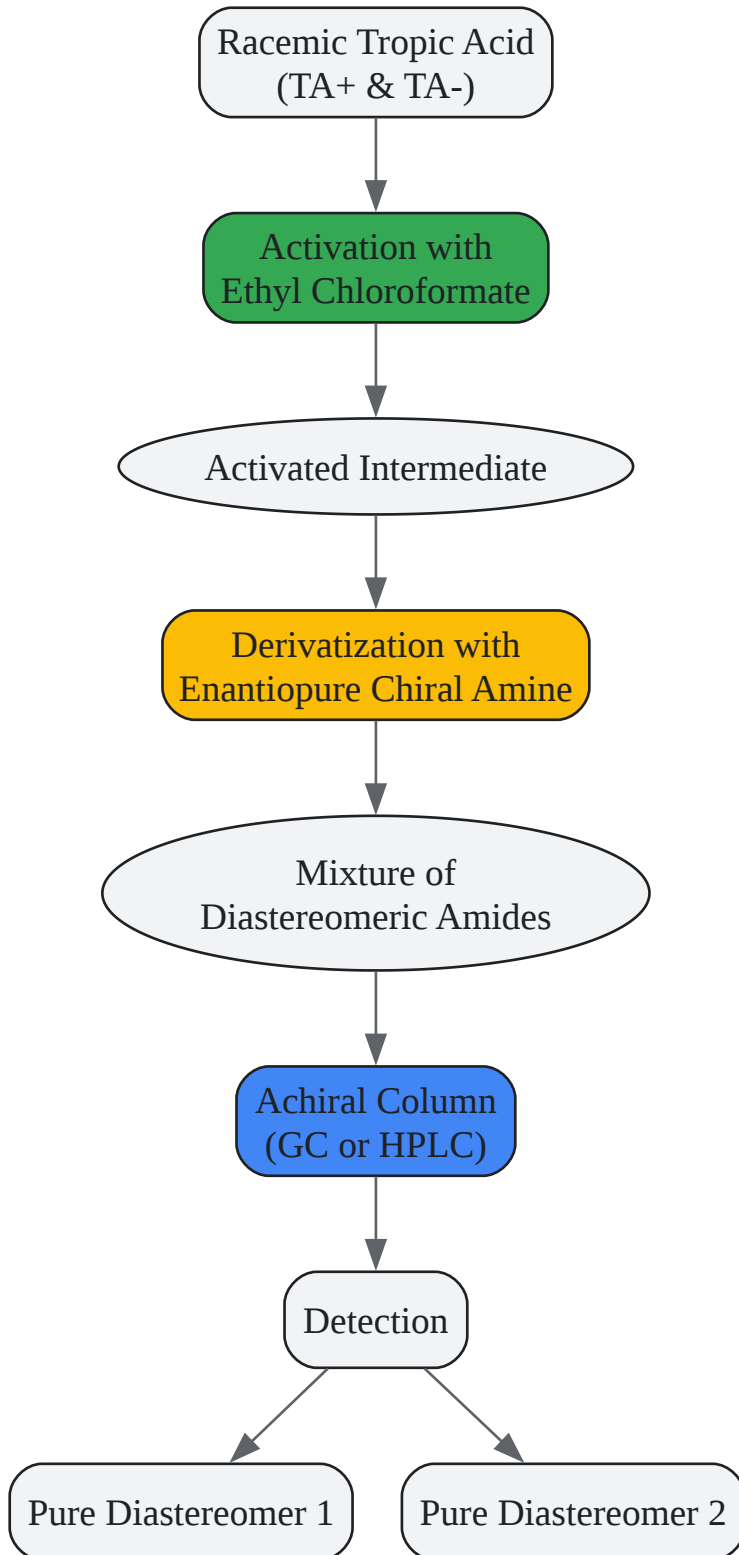 Racemic Tropic Acid
(TA+ & TA-)
Activation with
Ethyl Chloroformate
Activated Intermediate
Derivatization with
Enantiopure Chiral Amine
Mixture of
Diastereomeric Amides
Achiral Column
(GC or HPLC)
Detection
Pure Diastereomer 1
Pure Diastereomer 2